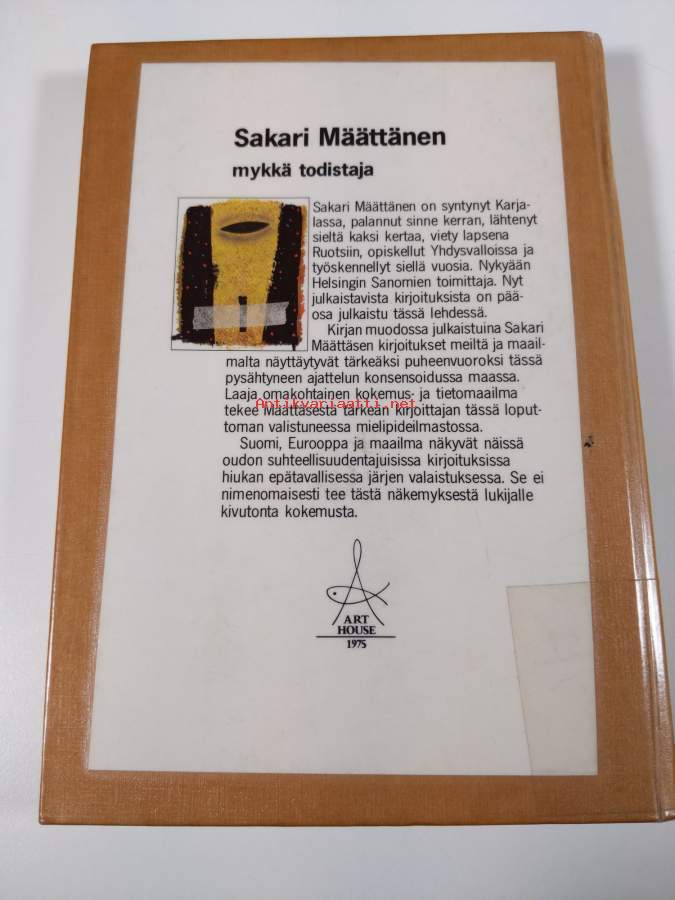 Sakari Määttänen
mykkä todistaja
Sakari Määttänen on syntynyt Karja-
lassa, palannut sinne kerran, lähtenyt
sieltä kaksi kertaa, viety lapsena
Ruotsiin, opiskellut Yhdysvalloissa ja
työskennellyt siellä vuosia. Nykyään
Helsingin Sanomien toimittaja. Nyt
julkaistavista kirjoituksista on pää-
osa julkaistu tässä lehdessä.
Kirjan muodossa julkaistuina Sakari
Määttäsen kirjoitukset meiltä ja maail-
malta näyttäytyvät tärkeäksi puheenvuoroksi tässä
pysähtyneen ajattelun konsensoidussa maassa.
Laaja omakohtainen kokemus- ja tietomaailma
Antikvariaatti.net
tekee Määttäsestä tärkeän kirjoittajan tässä loput-
toman valistuneessa mielipideilmastossa.
Suomi, Eurooppa ja maailma näkyvät näissä
oudon suhteellisuudentajuisissa kirjoituksissa
hiukan epätavallisessa järjen valaistuksessa. Se ei
nimenomaisesti tee tästä näkemyksestä lukijalle
kivutonta kokemusta.
ART
HOUSE
1975